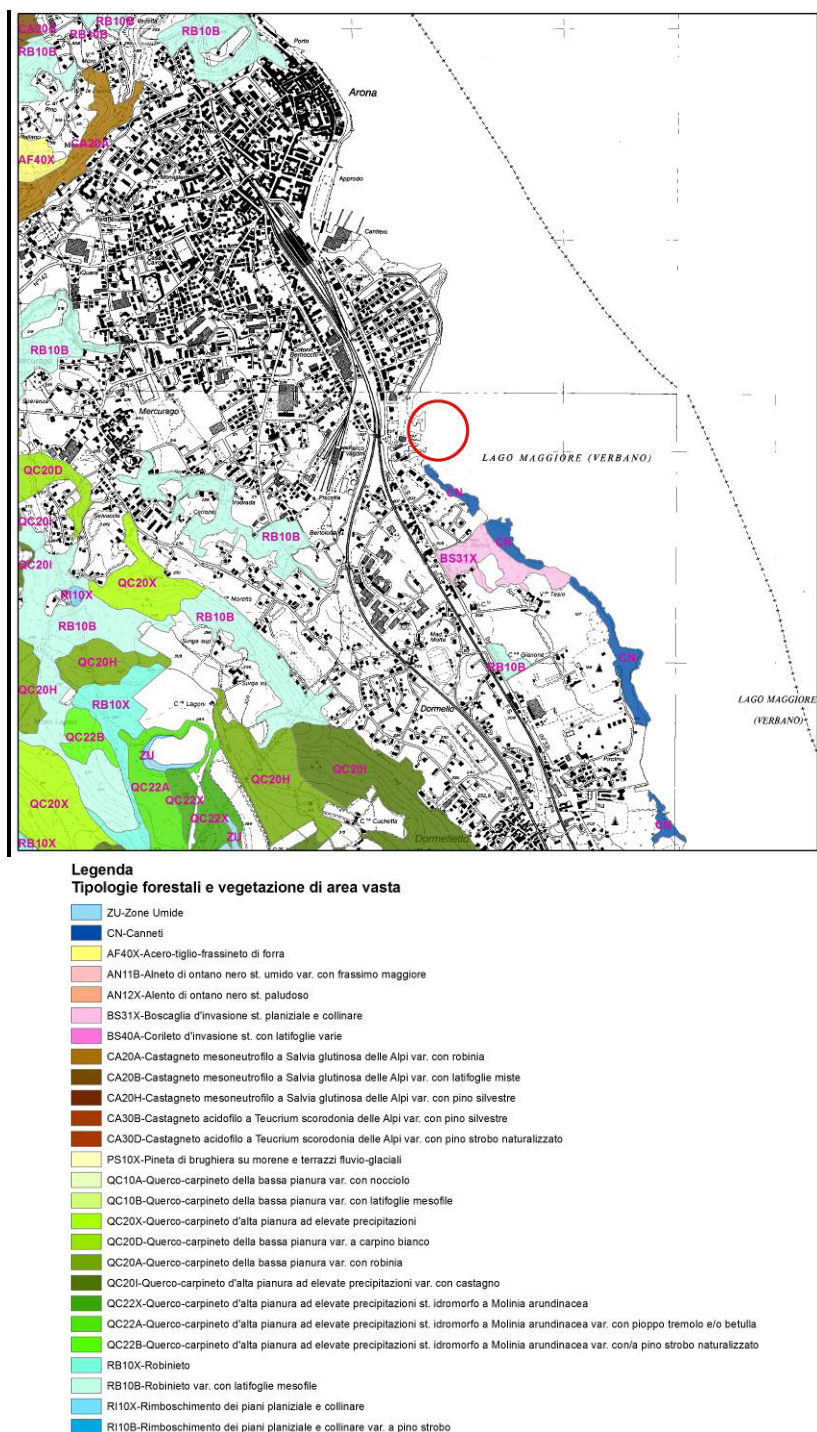 CA20B
RB10B
RB10B
RB10B
RB10B
Porto
Arona
CA20A
AF40X
Approdo
Cantiere
RB10B
Mercurago
LAGO MAGGIORE (VERBANO)
QC20D
CN
QC20I
RB10B
CN
BS31X
QC20I
QC20X
RI10X
RB10B
RB10B
CN
QC20H
RB10B
QC20H
Dormello
LAGO MAGGIORE
(VERBANO)
RB10X
C.na Lagoni
QC22B
ZU
QC20H
QC20I
QC22A
QC22X
QC20X
QC22X
C.na Cuchetta
CN
ZU
Dormelletto
RB10X
Legenda
Tipologie forestali e vegetazione di area vasta
ZU-Zone Umide
CN-Canneti
AF40X-Acero-tiglio-frassineto di forra
AN11B-Alneto di ontano nero st. umido var. con frassimo maggiore
AN12X-Alento di ontano nero st. paludoso
BS31X-Boscaglia d'invasione st. planiziale e collinare
BS40A-Corileto d'invasione st. con latifoglie varie
CA20A-Castagneto mesoneutrofilo a Salvia glutinosa delle Alpi var. con robinia
CA20B-Castagneto mesoneutrofilo a Salvia glutinosa delle Alpi var. con latifoglie miste
CA20H-Castagneto mesoneutrofilo a Salvia glutinosa delle Alpi var. con pino silvestre
CA30B-Castagneto acidofilo a Teucrium scorodonia delle Alpi var. con pino silvestre
CA30D-Castagneto acidofilo a Teucrium scorodonia delle Alpi var. con pino strobo naturalizzato
PS10X-Pineta di brughiera su morene e terrazzi fluvio-glaciali
QC10A-Querco-carpineto della bassa pianura var. con nocciolo
QC10B-Querco-carpineto della bassa pianura var. con latifoglie mesofile
QC20X-Querco-carpineto d'alta pianura ad elevate precipitazioni
QC20D-Querco-carpineto della bassa pianura var. a carpino bianco
QC20A-Querco-carpineto della bassa pianura var. con robinia
QC20I-Querco-carpineto d'alta pianura ad elevate precipitazioni var. con castagno
QC22X-Querco-carpineto d'alta pianura ad elevate precipitazioni st. idromorfo a Molinia arundinacea
QC22A-Querco-carpineto d'alta pianura ad elevate precipitazioni st. idromorfo a Molinia arundinacea var. con pioppo tremolo e/o betulla
QC22B-Querco-carpineto d'alta pianura ad elevate precipitazioni st. idromorfo a Molinia arundinacea var. con/a pino strobo naturalizzato
RB10X-Robinieto
RB10B-Robinieto var. con latifoglie mesofile
RI10X-Rimboschimento dei piani planiziale e collinare
RI10B-Rimboschimento dei piani planiziale e collinare var. a pino strobo